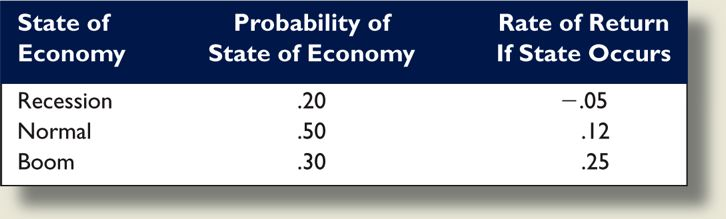 State of Economy Probability of State of Economy Rate of Return If State Occurs
Recession .20 −.05
Normal .50 .12
Boom .30 .25